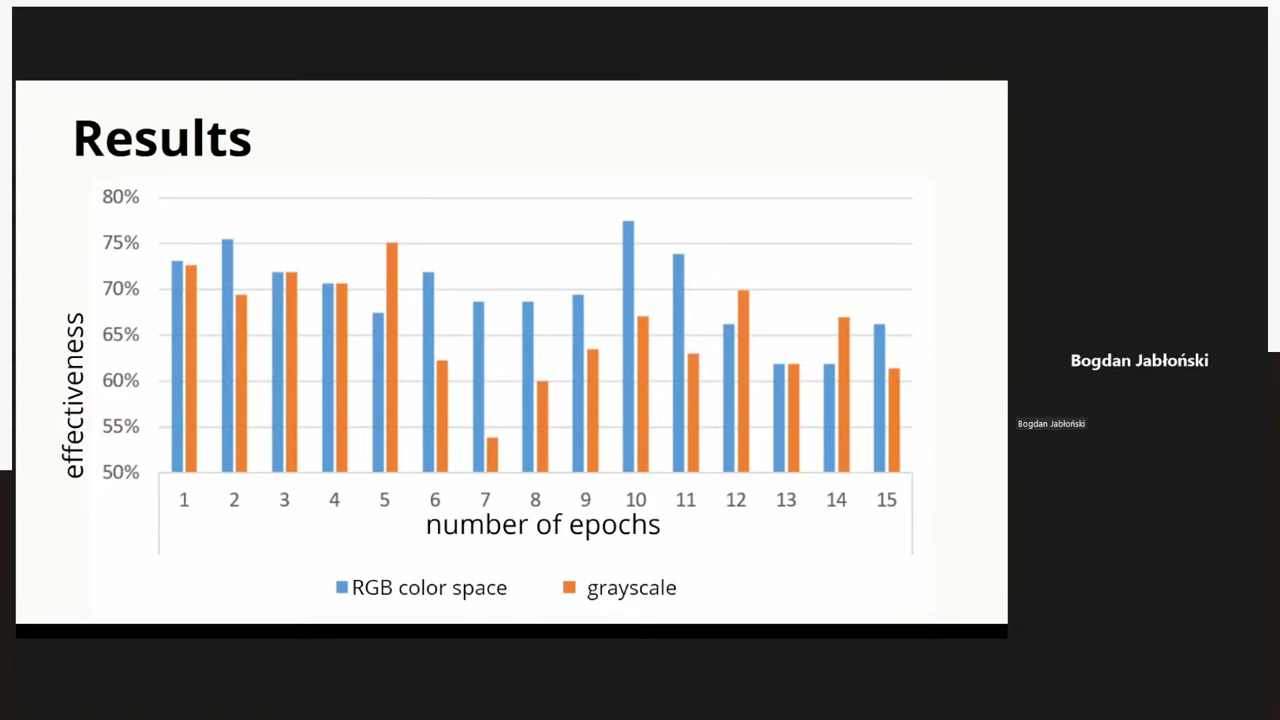 Results
80%
75%
70%
65%
60%
55%
50%
effectiveness
1 2 3 4 5 6 7 8 9 10 11 12 13 14 15
number of epochs
RGB color space grayscale
Bogdan Jabłoński
Bogdan Jabłoński